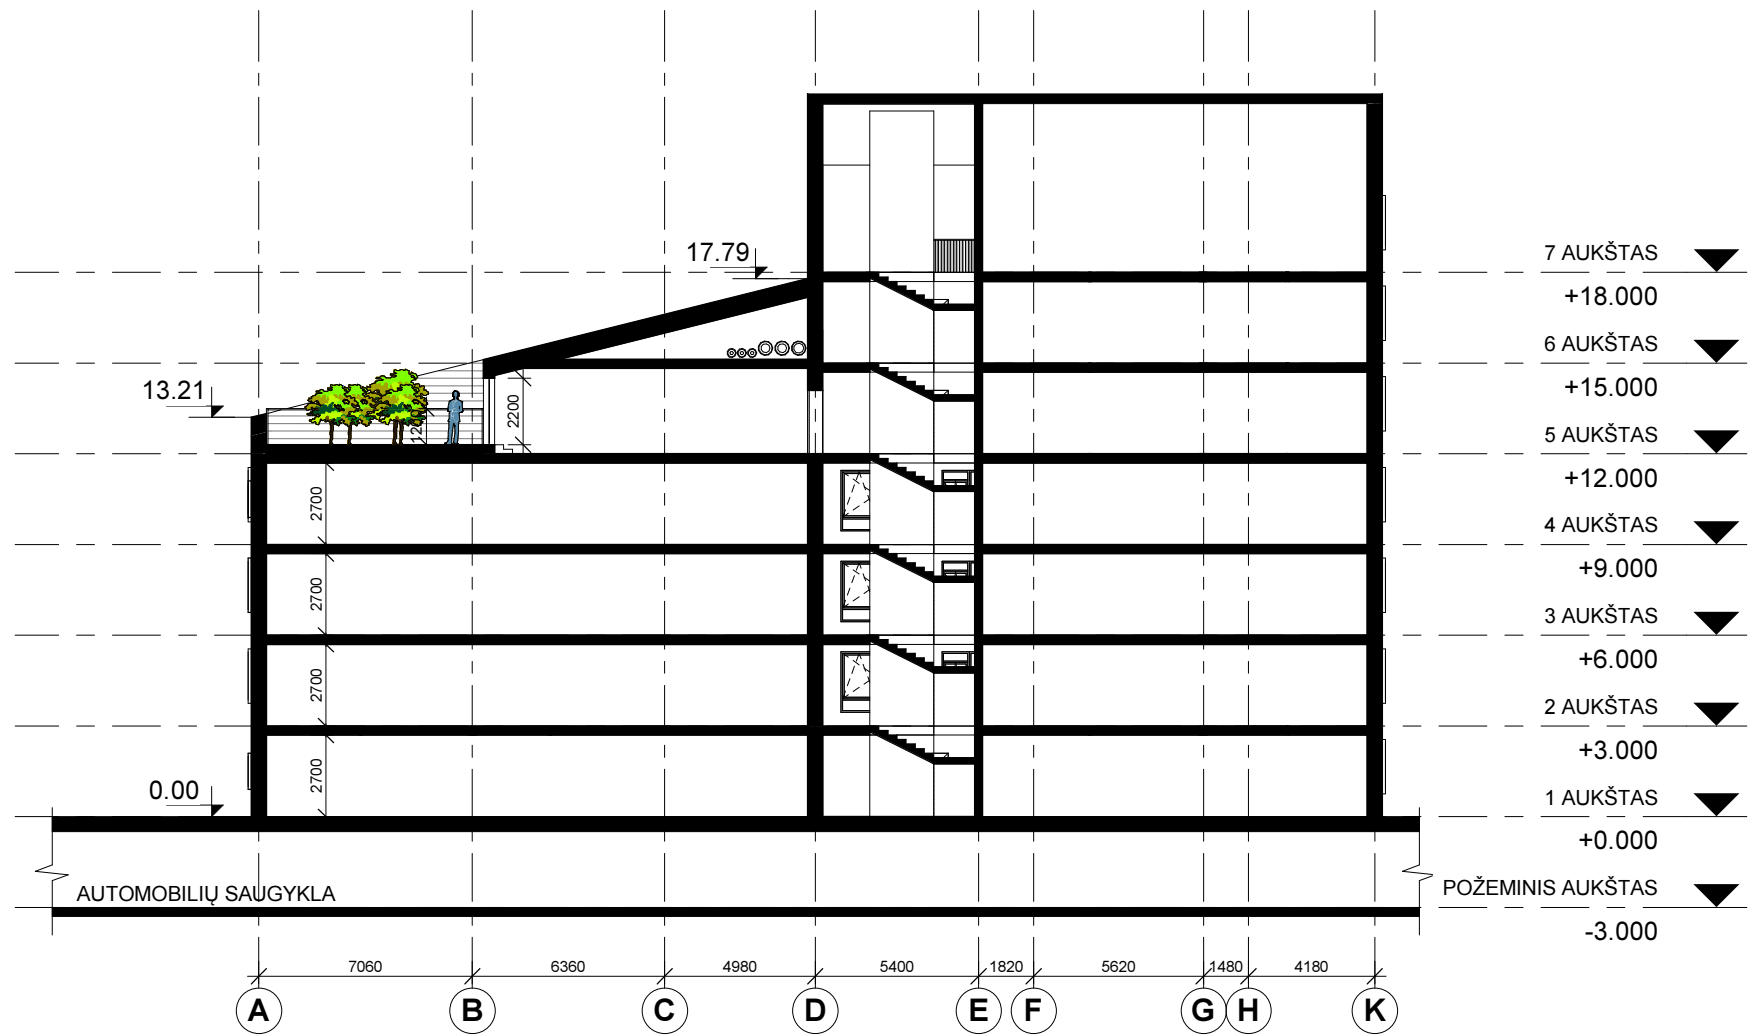 17.79
7 AUKŠTAS
+18.000
6 AUKŠTAS
+15.000
13.21
2200
5 AUKŠTAS
+12.000
2700
4 AUKŠTAS
+9.000
2700
3 AUKŠTAS
+6.000
2700
2 AUKŠTAS
+3.000
2700
0.00
1 AUKŠTAS
+0.000
AUTOMOBILIŲ SAUGYKLA
POŽEMINIS AUKŠTAS
-3.000
7060 6360 4980 5400 1820 5620 1480 4180
A B C D E F G H K